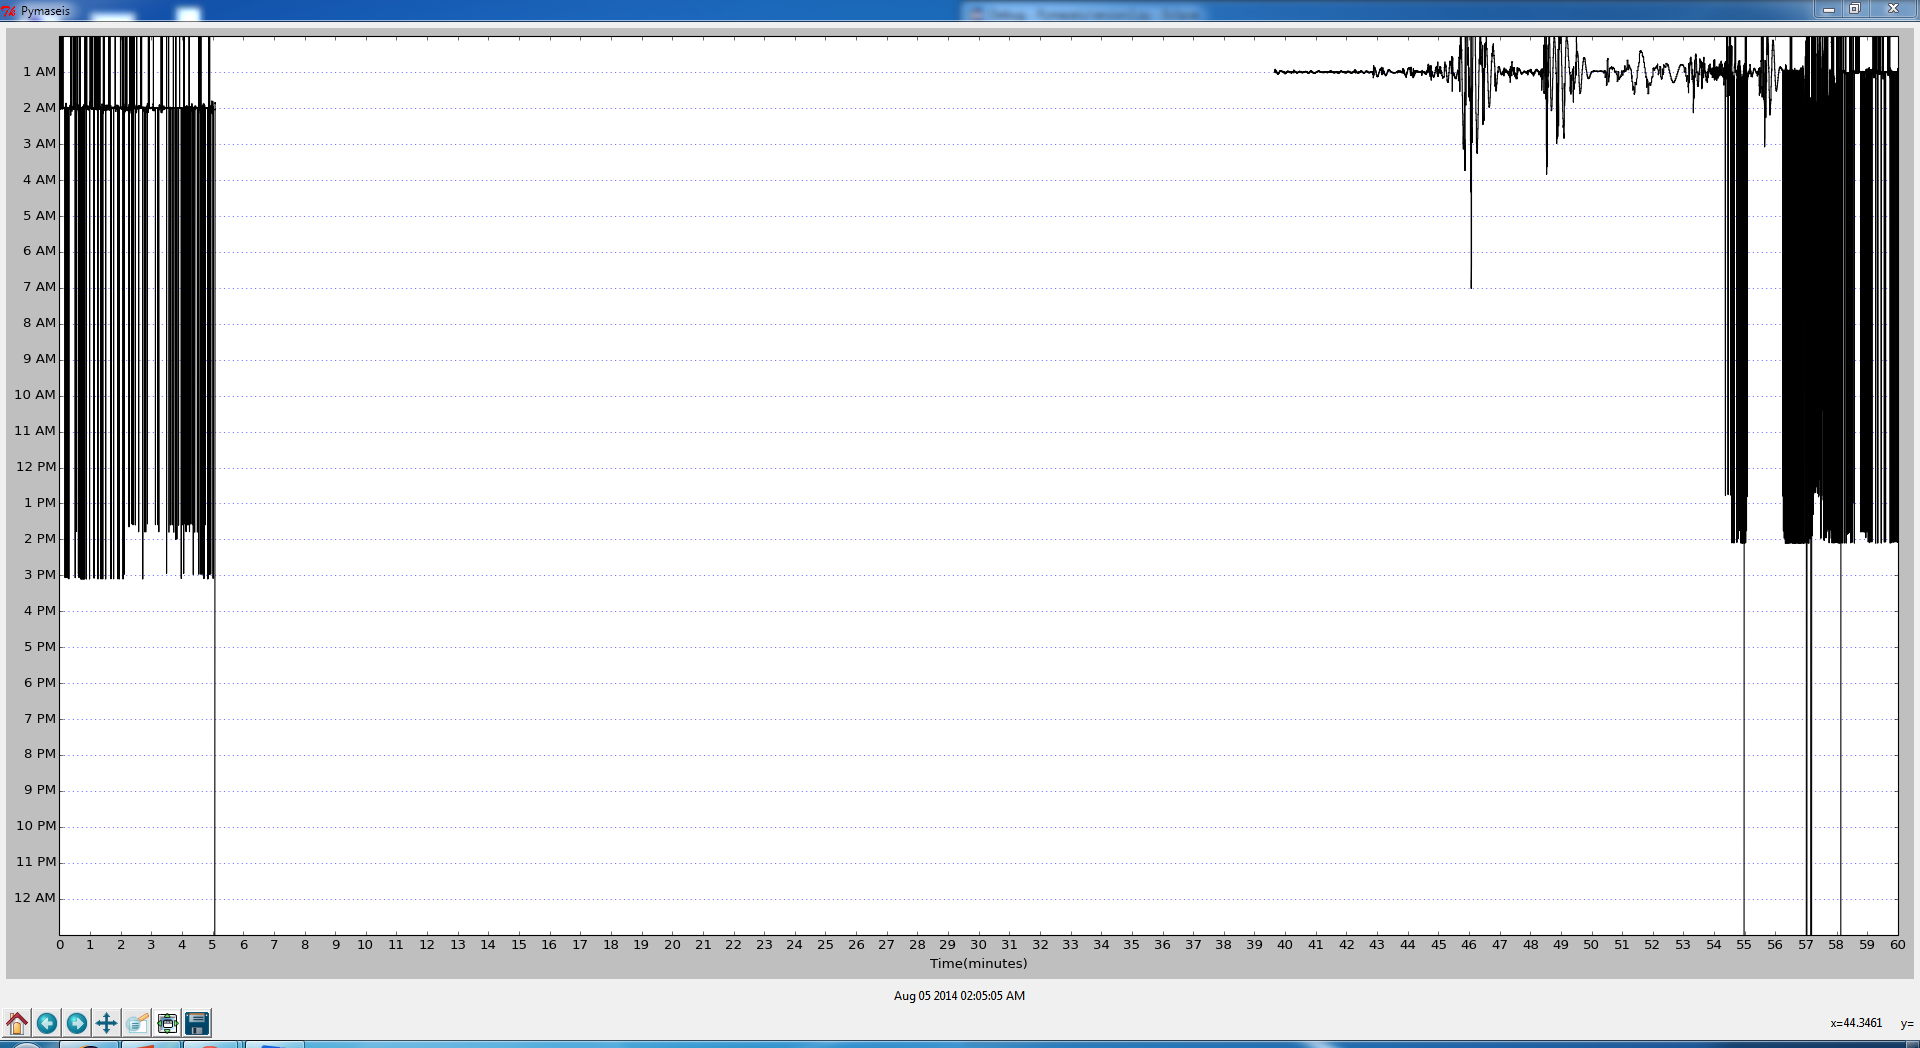 Pymaseis
1 AM
2 AM
3 AM
4 AM
5 AM
6 AM
7 AM
8 AM
9 AM
10 AM
11 AM
12 PM
1 PM
2 PM
3 PM
4 PM
5 PM
6 PM
7 PM
8 PM
9 PM
10 PM
11 PM
12 AM
0 1 2 3 4 5 6 7 8 9 10 11 12 13 14 15 16 17 18 19 20 21 22 23 24 25 26 27 28 29 30 31 32 33 34 35 36 37 38 39 40 41 42 43 44 45 46 47 48 49 50 51 52 53 54 55 56 57 58 59 60
Time(minutes)
Aug 05 2014 02:05:05 AM
x=44.3461 y=